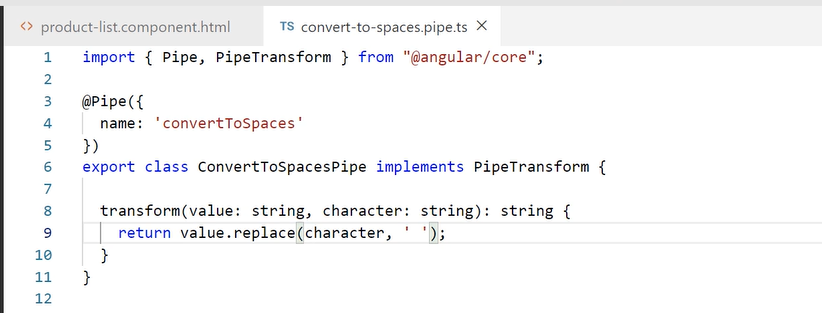 <> product-list.component.html TS convert-to-spaces.pipe.ts ×
1 import { Pipe, PipeTransform } from "@angular/core";
2
3 @Pipe({
4   name: 'convertToSpaces'
5 })
6 export class ConvertToSpacesPipe implements PipeTransform {
7
8   transform(value: string, character: string): string {
9     return value.replace(character, ' ');
10   }
11 }
12